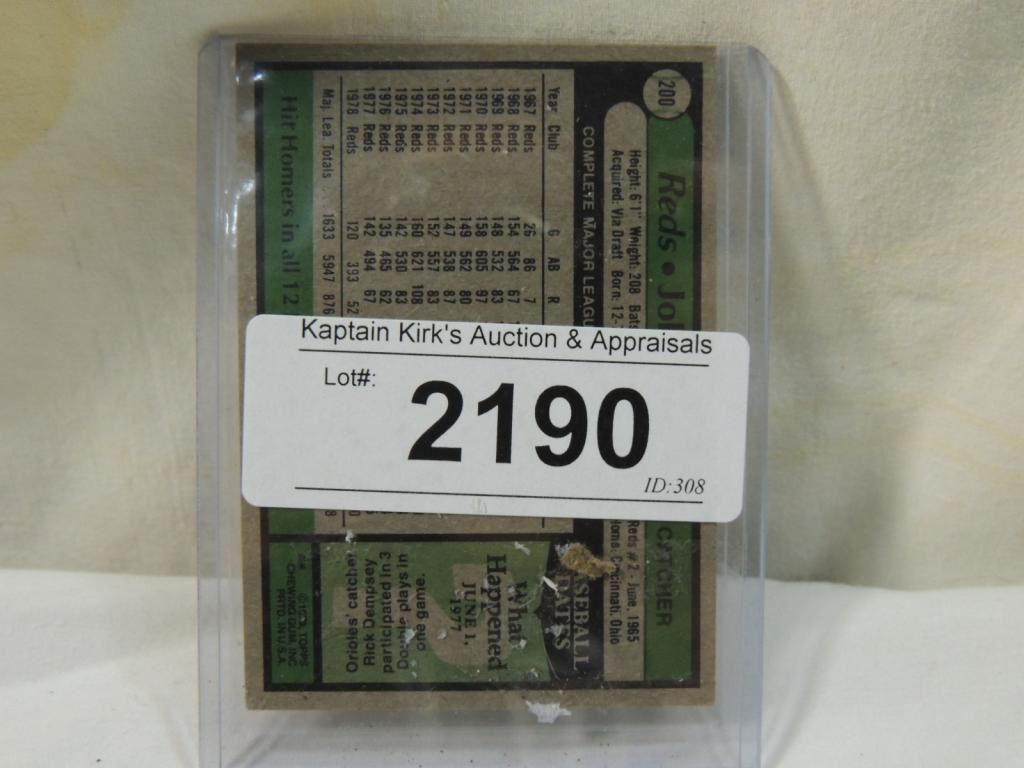 Kaptain Kirk's Auction & Appraisals
Lot#:
2190
ID:308
200
Reds • Jo
CATCHER
Height: 6'1" Weight: 208 Bats
Reds #2 - June, 1965
Acquired: Via Draft Born: 12-
Home: Cincinnati, Ohio
COMPLETE MAJOR LEAGU
Year Club G AB R
1967 Reds 26 86 7
1968 Reds 154 564 67
1969 Reds 148 532 83
1970 Reds 158 605 97
1971 Reds 149 562 80
1972 Reds 147 538 87
1973 Reds 152 557 83
1974 Reds 160 621 108
1975 Reds 142 530 83
1976 Reds 135 465 62
1977 Reds 142 494 67
1978 Reds 120 393 52
Maj. Lea. Totals . . . 1633 5947 876
Hit Homers in all 12
SEBALL
DATES
What
Happened
JUNE 1,
1977
Orioles catcher
Rick Dempsey
participated in 3
Double plays in
one game.
TOPPS
CHEWING GUM, INC.
PRTD. IN U.S.A.